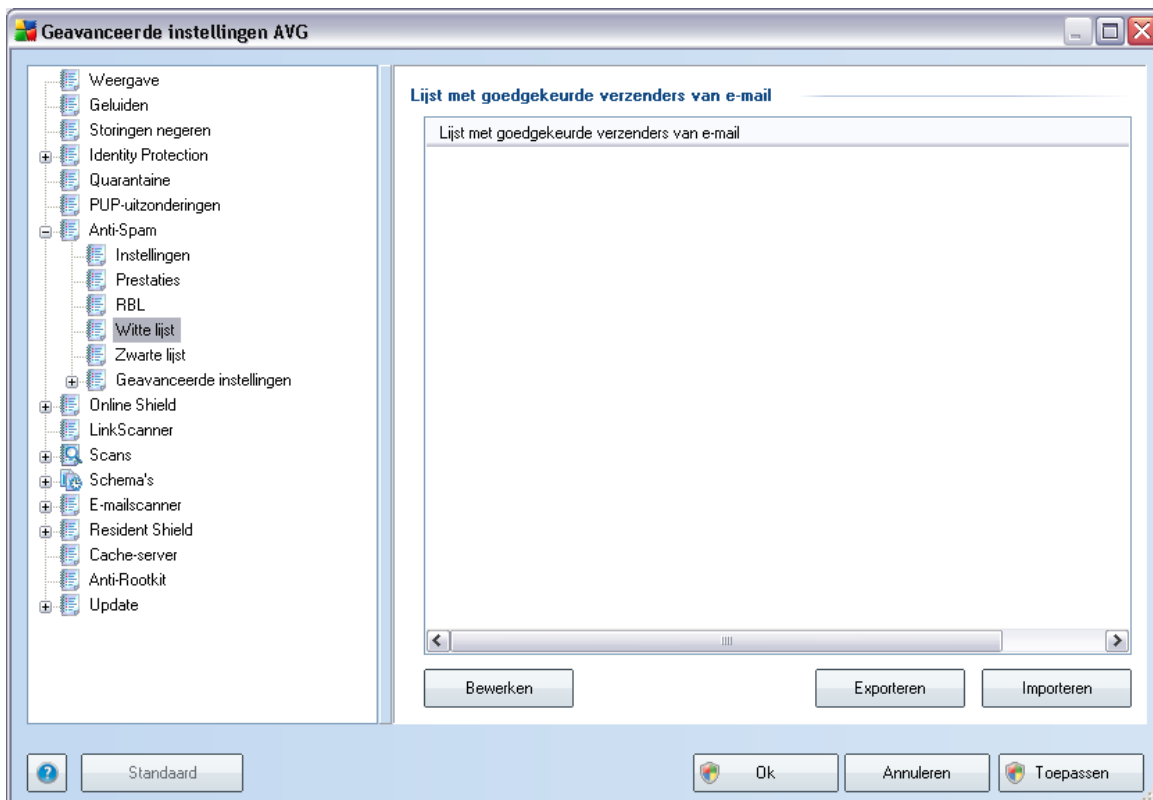 Geavanceerde instellingen AVG
Weergave
Geluiden
Storingen negeren
Identity Protection
Quarantaine
PUP-uitzonderingen
Anti-Spam
Instellingen
Prestaties
RBL
Witte lijst
Zwarte lijst
Geavanceerde instellingen
Online Shield
LinkScanner
Scans
Schema's
E-mailscanner
Resident Shield
Cache-server
Anti-Rootkit
Update
Lijst met goedgekeurde verzenders van e-mail
Lijst met goedgekeurde verzenders van e-mail
Bewerken
Exporteren
Importeren
Standaard
Ok
Annuleren
Toepassen